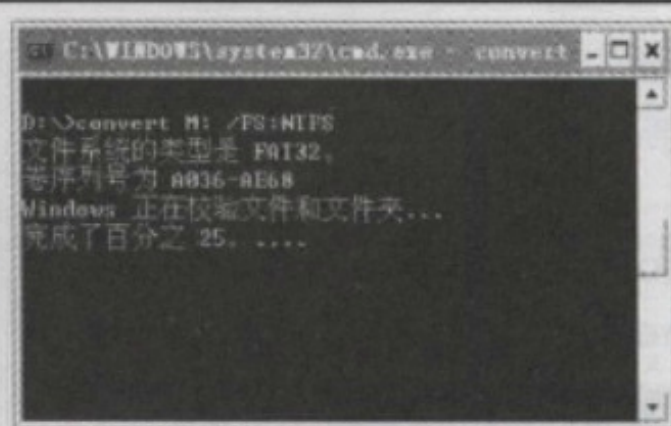 C:\WINDOWS\system32\cmd.exe - convert
D:\>convert M: /FS:NTFS
文件系统的类型是 FAT32。
卷序列号为 A036-AE68
Windows 正在校验文件和文件夹...
完成了百分之 25。....